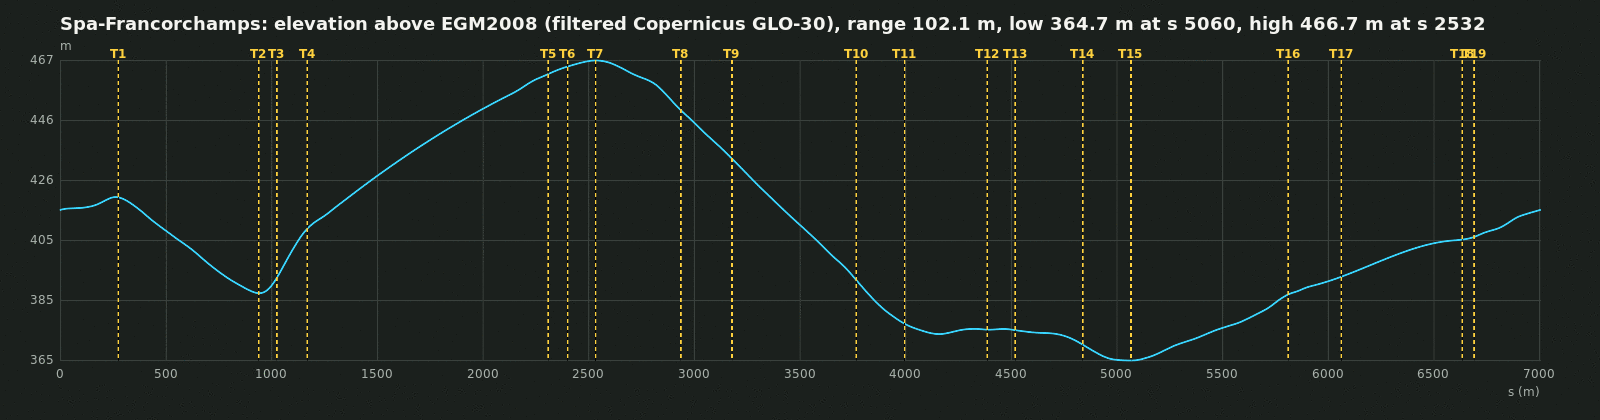 Spa-Francorchamps: elevation above EGM2008 (filtered Copernicus GLO-30), range 102.1 m, low 364.7 m at s 5060, high 466.7 m at s 2532
m
T1 T2 T3 T4 T5 T6 T7 T8 T9 T10 T11 T12 T13 T14 T15 T16 T17 T18 T19
467
446
426
405
385
365
0 500 1000 1500 2000 2500 3000 3500 4000 4500 5000 5500 6000 6500 7000
s (m)